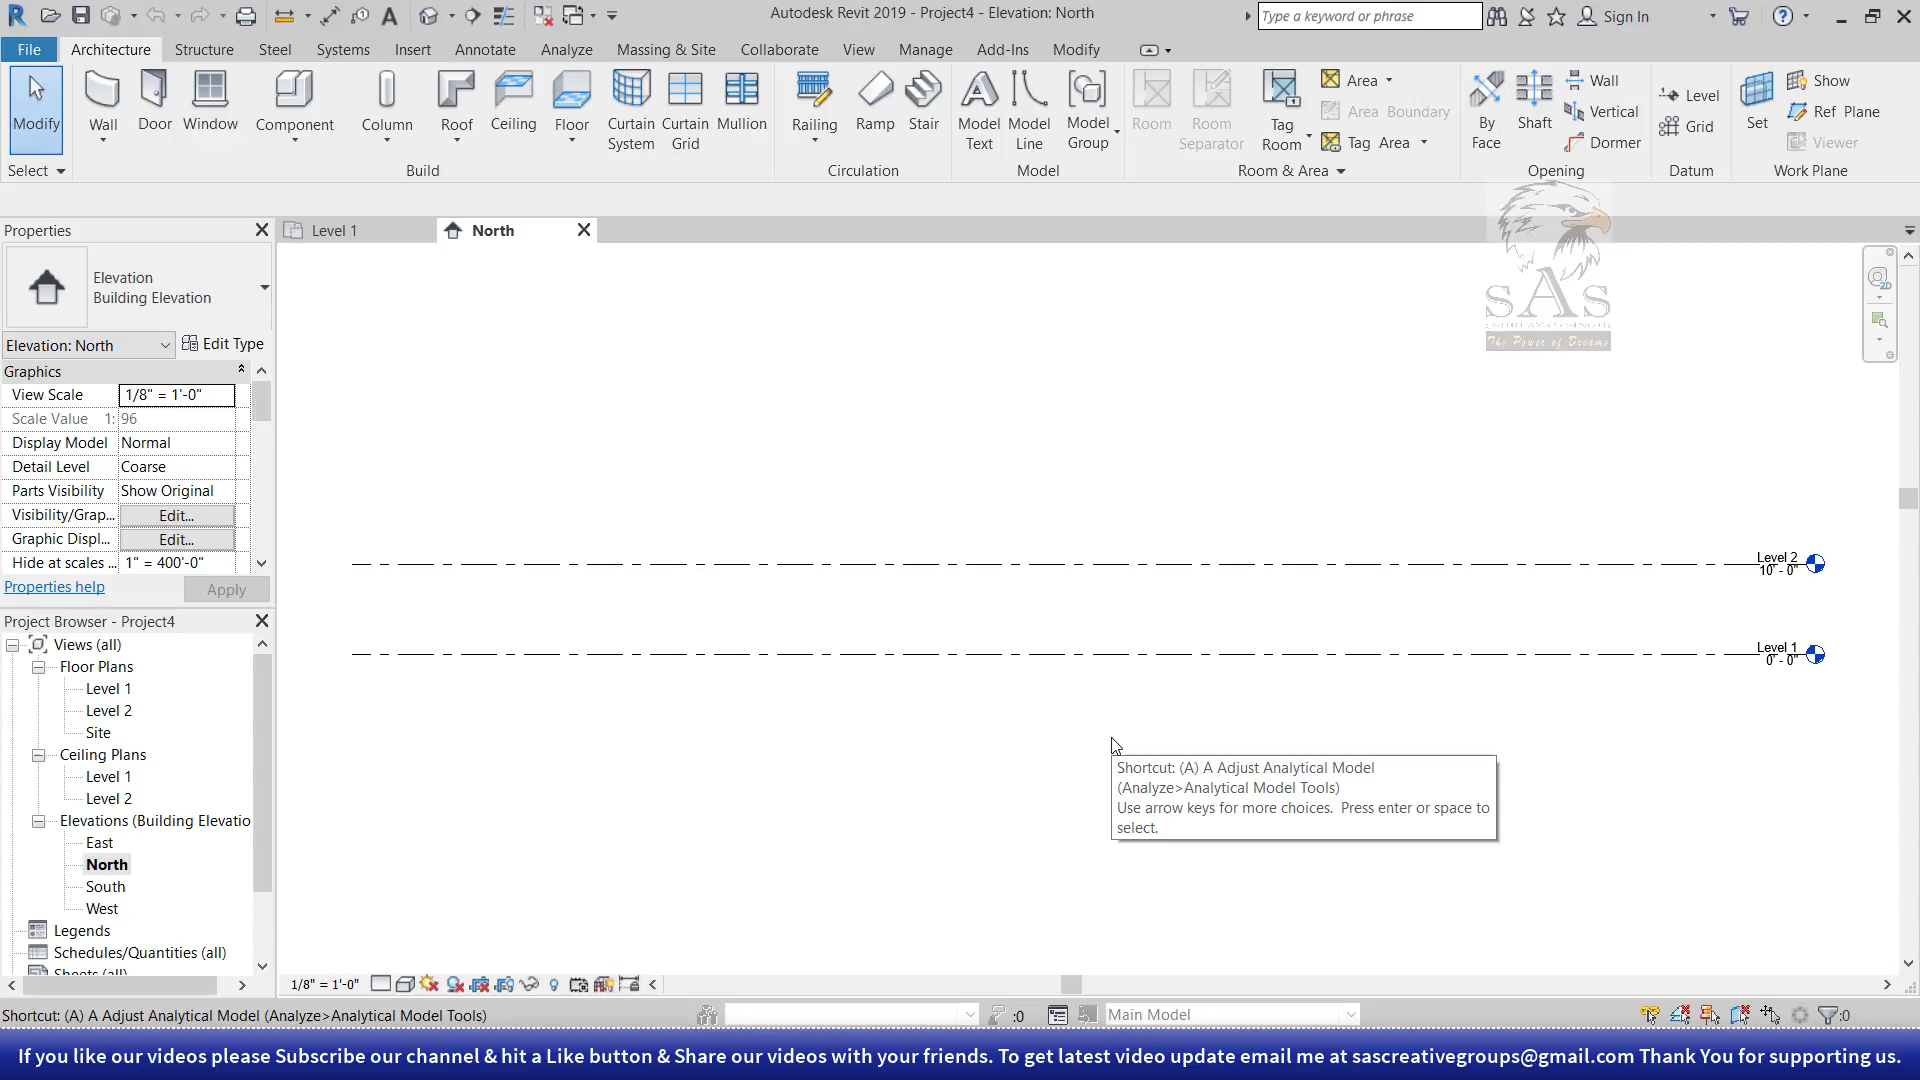 Autodesk Revit 2019 - Project4 - Elevation: North
Type a keyword or phrase
Sign In
File
Architecture
Structure
Steel
Systems
Insert
Annotate
Analyze
Massing & Site
Collaborate
View
Manage
Add-Ins
Modify
Modify
Wall
Door
Window
Component
Column
Roof
Ceiling
Floor
Curtain System
Curtain Grid
Mullion
Railing
Ramp
Stair
Model Text
Model Line
Model Group
Room
Room Separator
Tag Room
Area
Area Boundary
Tag Area
By Face
Shaft
Wall
Vertical
Dormer
Level
Grid
Set
Show
Ref Plane
Viewer
Select
Build
Circulation
Model
Room & Area
Opening
Datum
Work Plane
Properties
Level 1
North
sAs
The Power of Dreams
2D
Elevation
Building Elevation
Elevation: North
Edit Type
Graphics
View Scale 1/8" = 1'-0"
Scale Value 1: 96
Display Model Normal
Detail Level Coarse
Parts Visibility Show Original
Visibility/Grap... Edit...
Graphic Displ... Edit...
Hide at scales ... 1" = 400'-0"
Properties help
Apply
Level 2
10' - 0"
Level 1
0' - 0"
Project Browser - Project4
Views (all)
Floor Plans
Level 1
Level 2
Site
Ceiling Plans
Level 1
Level 2
Elevations (Building Elevatio
East
North
South
West
Legends
Schedules/Quantities (all)
Sheets (all)
Shortcut: (A) A Adjust Analytical Model
(Analyze>Analytical Model Tools)
Use arrow keys for more choices. Press enter or space to
select.
1/8" = 1'-0"
Shortcut: (A) A Adjust Analytical Model (Analyze>Analytical Model Tools)
:0
Main Model
:0
If you like our videos please Subscribe our channel & hit a Like button & Share our videos with your friends. To get latest video update email me at sascreativegroups@gmail.com Thank You for supporting us.